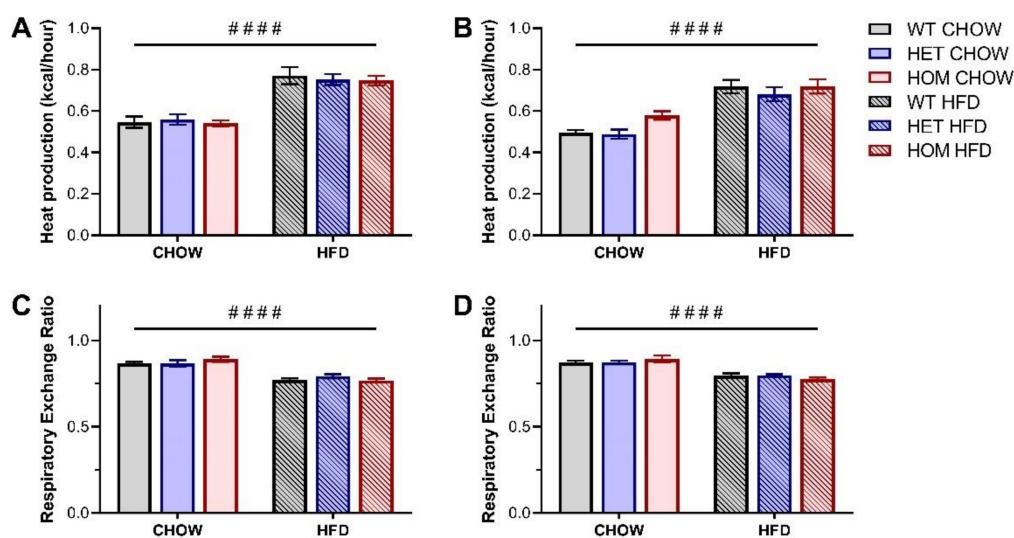 A
Heat production (kcal/hour)
1.0
0.8
0.6
0.4
0.2
0.0
####
CHOW
HFD
B
Heat production (kcal/hour)
1.0
0.8
0.6
0.4
0.2
0.0
####
CHOW
HFD
WT CHOW
HET CHOW
HOM CHOW
WT HFD
HET HFD
HOM HFD
C
Respiratory Exchange Ratio
1.0
0.5
0.0
####
CHOW
HFD
D
Respiratory Exchange Ratio
1.0
0.5
0.0
####
CHOW
HFD